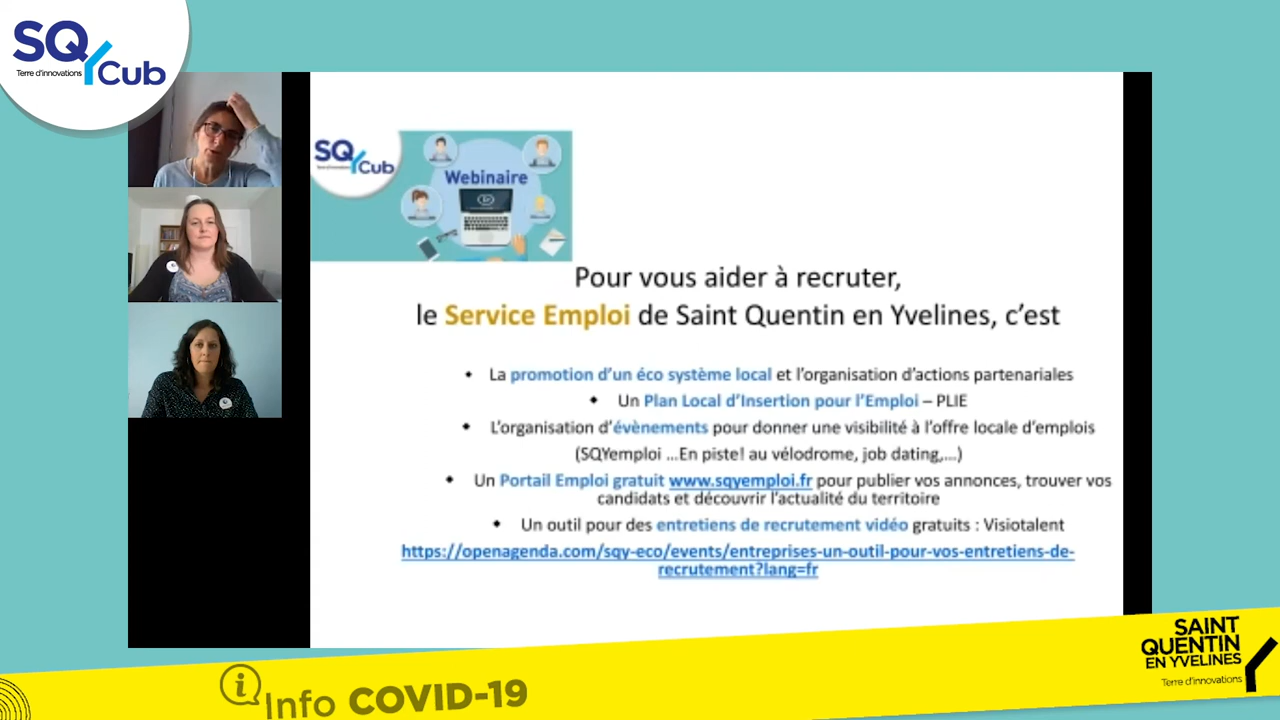 SQY Cub
Terre d'innovations
SQY Cub
Terre d'innovations
Webinaire
Pour vous aider à recruter,
le Service Emploi de Saint Quentin en Yvelines, c'est
• La promotion d'un éco système local et l'organisation d'actions partenariales
• Un Plan Local d'Insertion pour l'Emploi – PLIE
• L'organisation d'évènements pour donner une visibilité à l'offre locale d'emplois
(SQYemploi ...En piste! au vélodrome, job dating,...)
• Un Portail Emploi gratuit www.sqyemploi.fr pour publier vos annonces, trouver vos
candidats et découvrir l'actualité du territoire
• Un outil pour des entretiens de recrutement vidéo gratuits : Visiotalent
https://openagenda.com/sqy-eco/events/entreprises-un-outil-pour-vos-entretiens-de-
recrutement?lang=fr
i Info COVID-19
SAINT
QUENTIN
EN YVELINES
Terre d'innovations